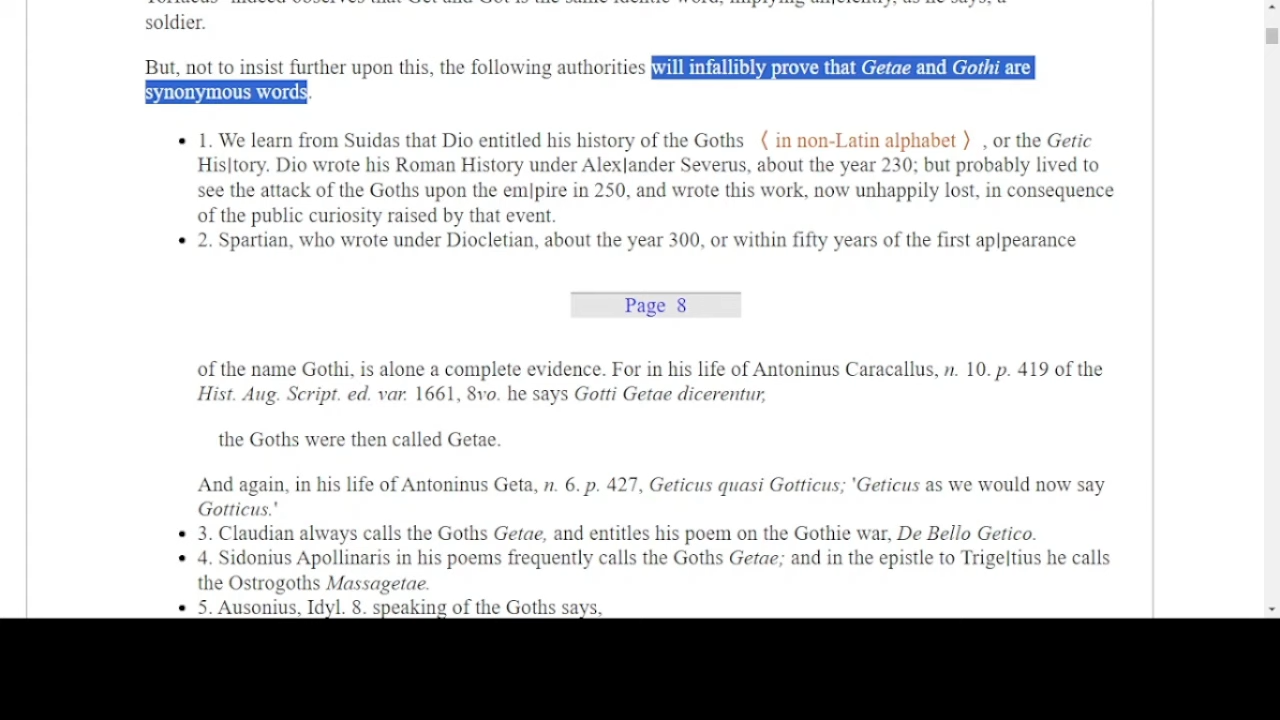 soldier.
But, not to insist further upon this, the following authorities will infallibly prove that Getae and Gothi are
synonymous words.
• 1. We learn from Suidas that Dio entitled his history of the Goths 〈 in non-Latin alphabet 〉 , or the Getic
His|tory. Dio wrote his Roman History under Alex|ander Severus, about the year 230; but probably lived to
see the attack of the Goths upon the em|pire in 250, and wrote this work, now unhappily lost, in consequence
of the public curiosity raised by that event.
• 2. Spartian, who wrote under Diocletian, about the year 300, or within fifty years of the first ap|pearance
Page 8
of the name Gothi, is alone a complete evidence. For in his life of Antoninus Caracallus, n. 10. p. 419 of the
Hist. Aug. Script. ed. var. 1661, 8vo. he says Gotti Getae dicerentur,
the Goths were then called Getae.
And again, in his life of Antoninus Geta, n. 6. p. 427, Geticus quasi Gotticus; 'Geticus as we would now say
Gotticus.'
• 3. Claudian always calls the Goths Getae, and entitles his poem on the Gothie war, De Bello Getico.
• 4. Sidonius Apollinaris in his poems frequently calls the Goths Getae; and in the epistle to Trige|tius he calls
the Ostrogoths Massagetae.
• 5. Ausonius, Idyl. 8. speaking of the Goths says,